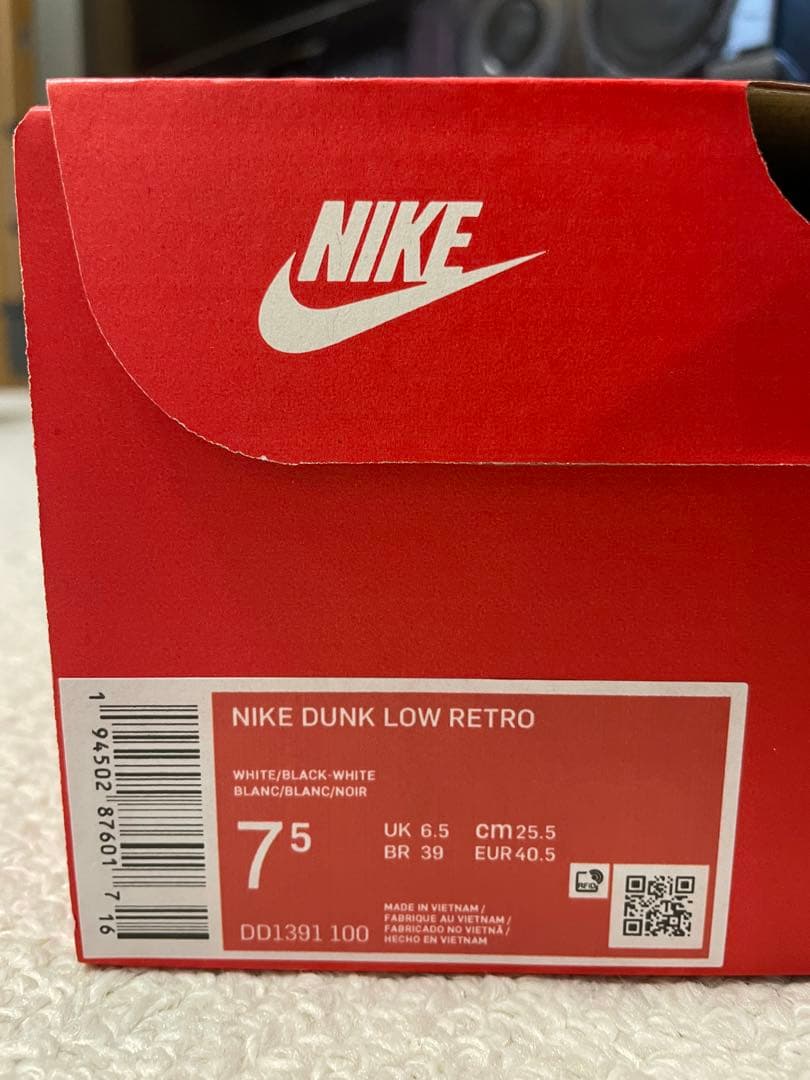 NIKE
NIKE DUNK LOW RETRO
WHITE/BLACK-WHITE
BLANC/BLANC/NOIR
7⁵
UK 6.5 cm 25.5
BR 39 EUR 40.5
DD1391 100
MADE IN VIETNAM /
FABRIQUE AU VIETNAM /
FABRICADO NO VIETNÃ /
HECHO EN VIETNAM
RFID
1 94502 87601 7 16